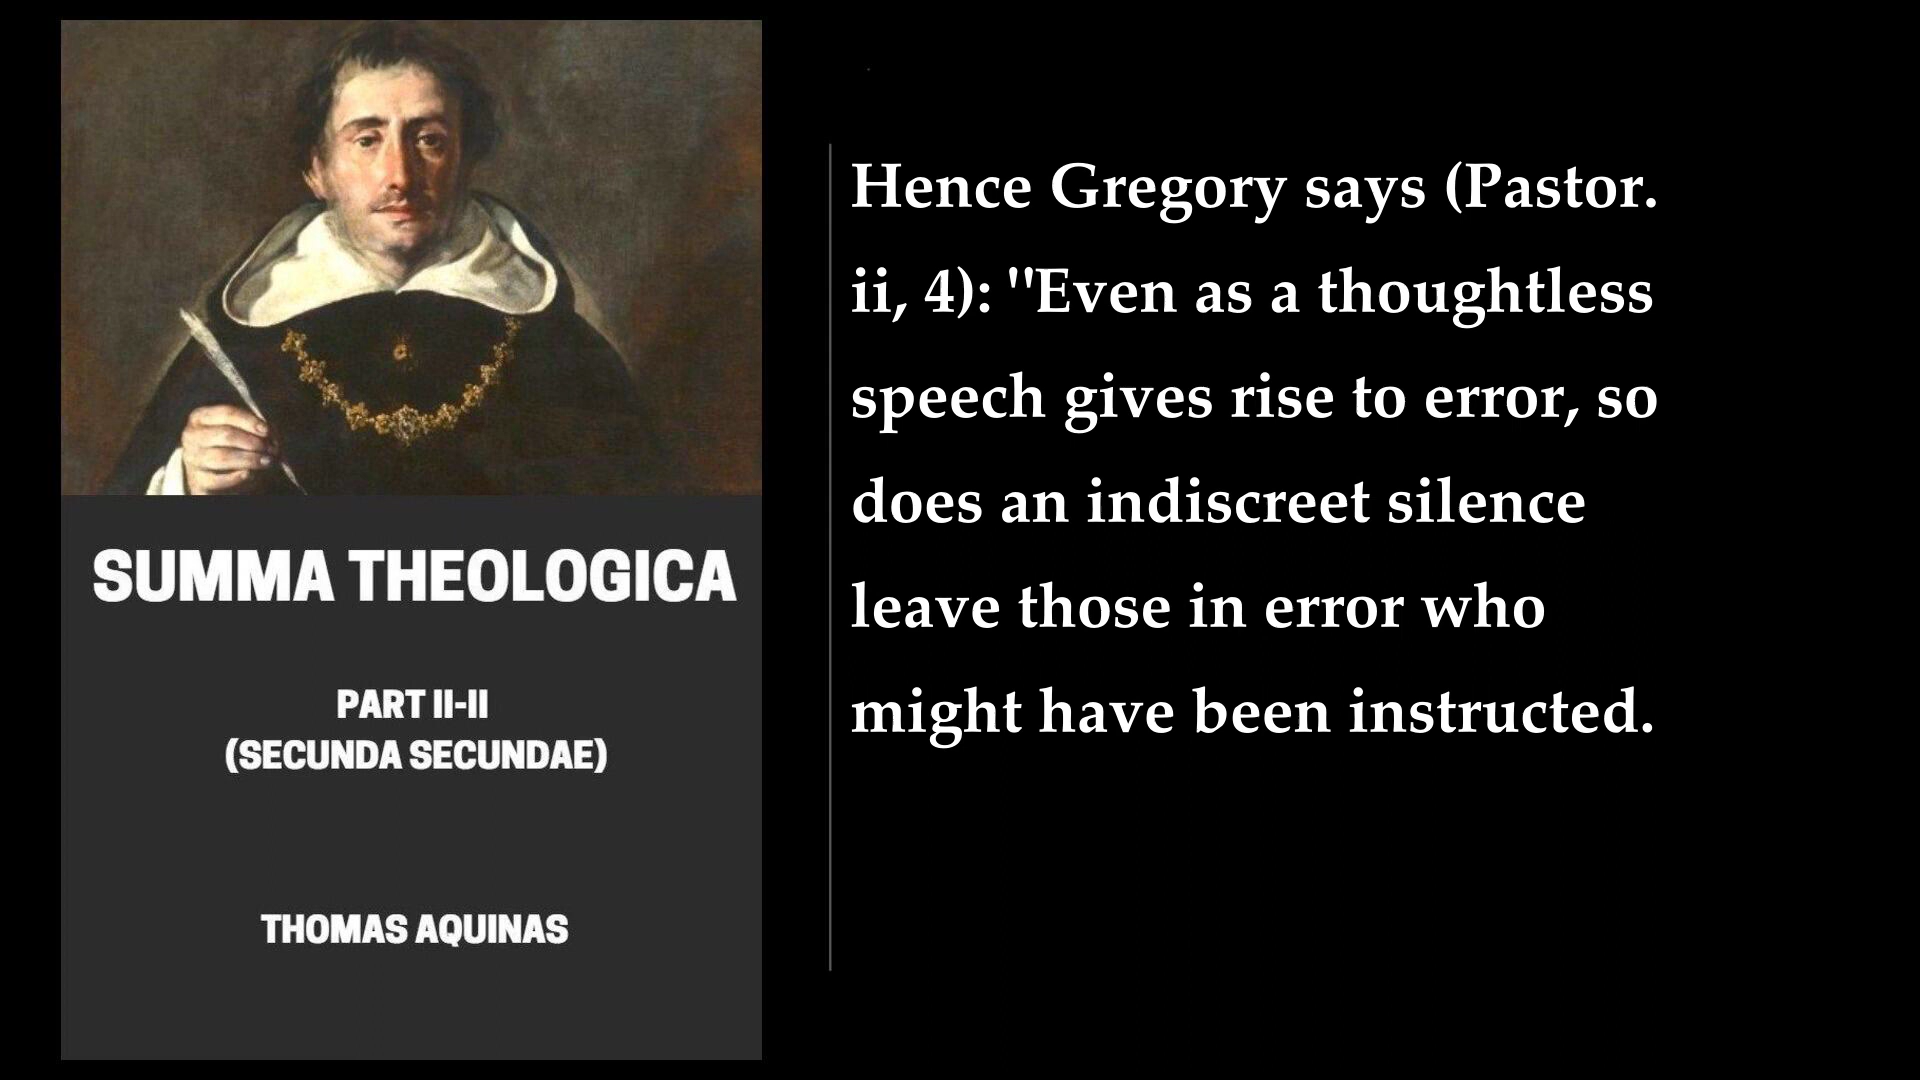 SUMMA THEOLOGICA
PART II-II
(SECUNDA SECUNDAE)
THOMAS AQUINAS
Hence Gregory says (Pastor.
ii, 4): "Even as a thoughtless
speech gives rise to error, so
does an indiscreet silence
leave those in error who
might have been instructed.